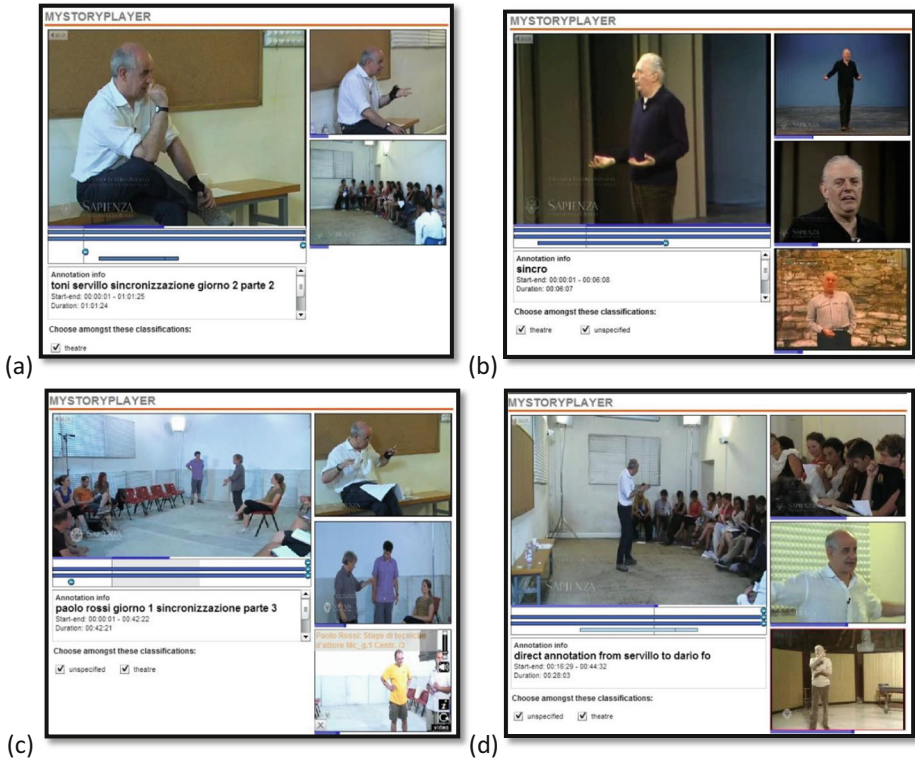 MYSTORYPLAYER
SAPIENZA
Annotation info
toni servillo sincronizzazione giorno 2 parte 2
Start-end: 00:00:01 - 01:01:25
Duration: 01:01:24
Choose amongst these classifications:
theatre
(a)
MYSTORYPLAYER
SAPIENZA
Annotation info
sincro
Start-end: 00:00:01 - 00:06:08
Duration: 00:06:07
Choose amongst these classifications:
theatre unspecified
(b)
MYSTORYPLAYER
SAPIENZA
Annotation info
paolo rossi giorno 1 sincronizzazione parte 3
Start-end: 00:00:01 - 00:42:22
Duration: 00:42:21
Paolo Rossi: Stage di tecniche
d'attore Mc_g.1 Centr. /3
video
Choose amongst these classifications:
unspecified theatre
(c)
MYSTORYPLAYER
SAPIENZA
Annotation info
direct annotation from servillo to dario fo
Start-end: 00:16:29 - 00:44:32
Duration: 00:28:03
Choose amongst these classifications:
unspecified theatre
(d)